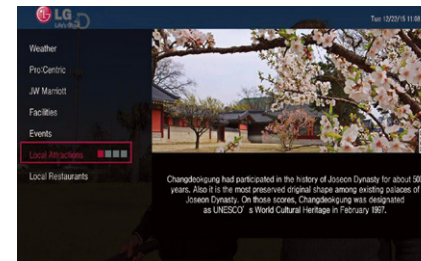 LG
Life's Good
Tue 12/22/15 11:08
Weather
Pro:Centric
JW Marriott
Facilities
Events
Local Attractions
Local Restaurants
Changdeokgung had participated in the history of Joseon Dynasty for about 500
years. Also it is the most preserved original shape among existing palaces of
Joseon Dynasty. On those scores, Changdeokgung was designated
as UNESCO' s World Cultural Heritage in February 1997.